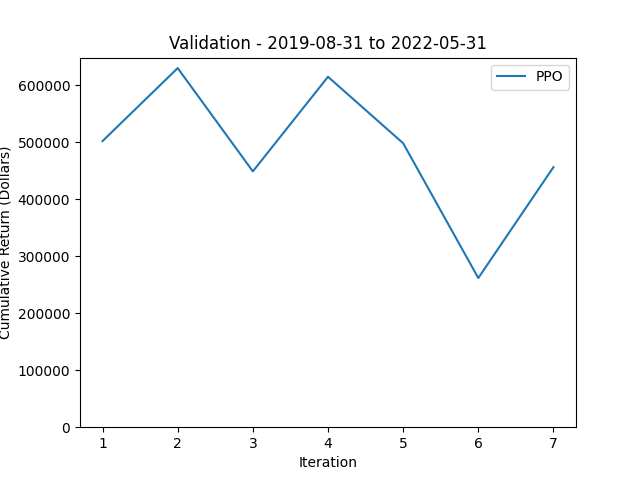 Validation - 2019-08-31 to 2022-05-31
PPO
600000
500000
400000
300000
200000
100000
0
Cumulative Return (Dollars)
1 2 3 4 5 6 7
Iteration